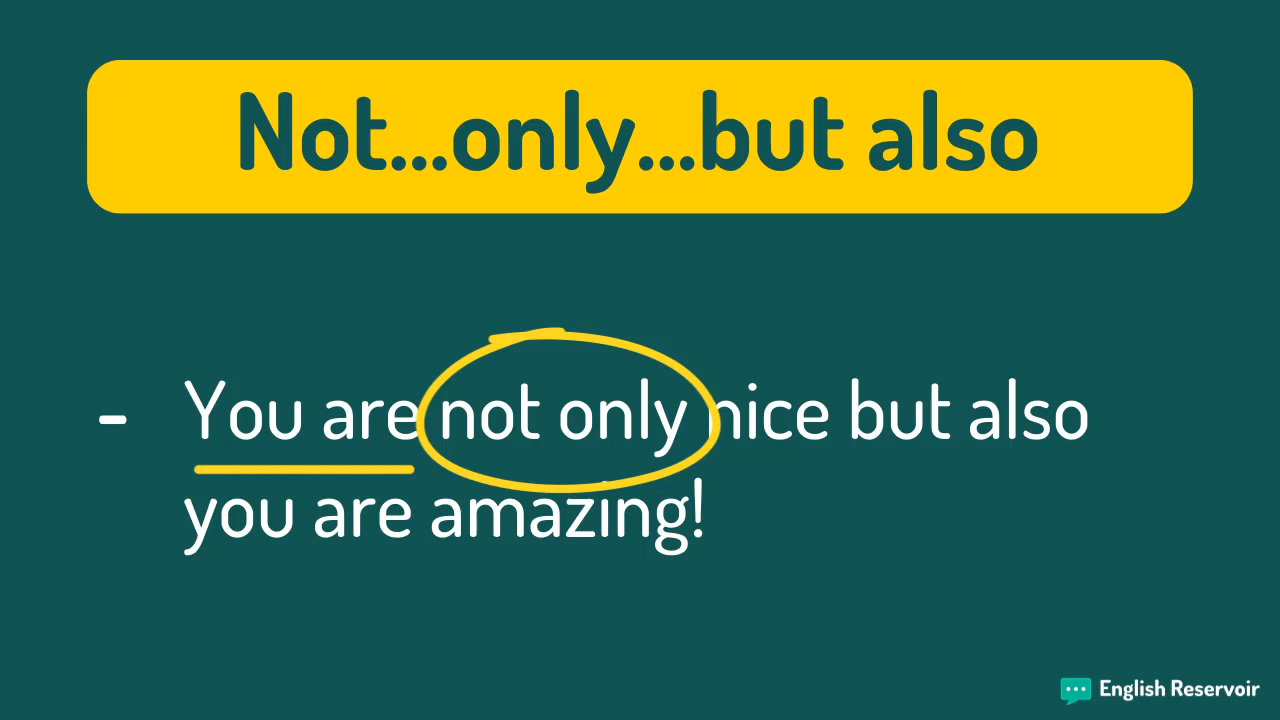 Not...only...but also
- You are not only nice but also
you are amazing!
English Reservoir